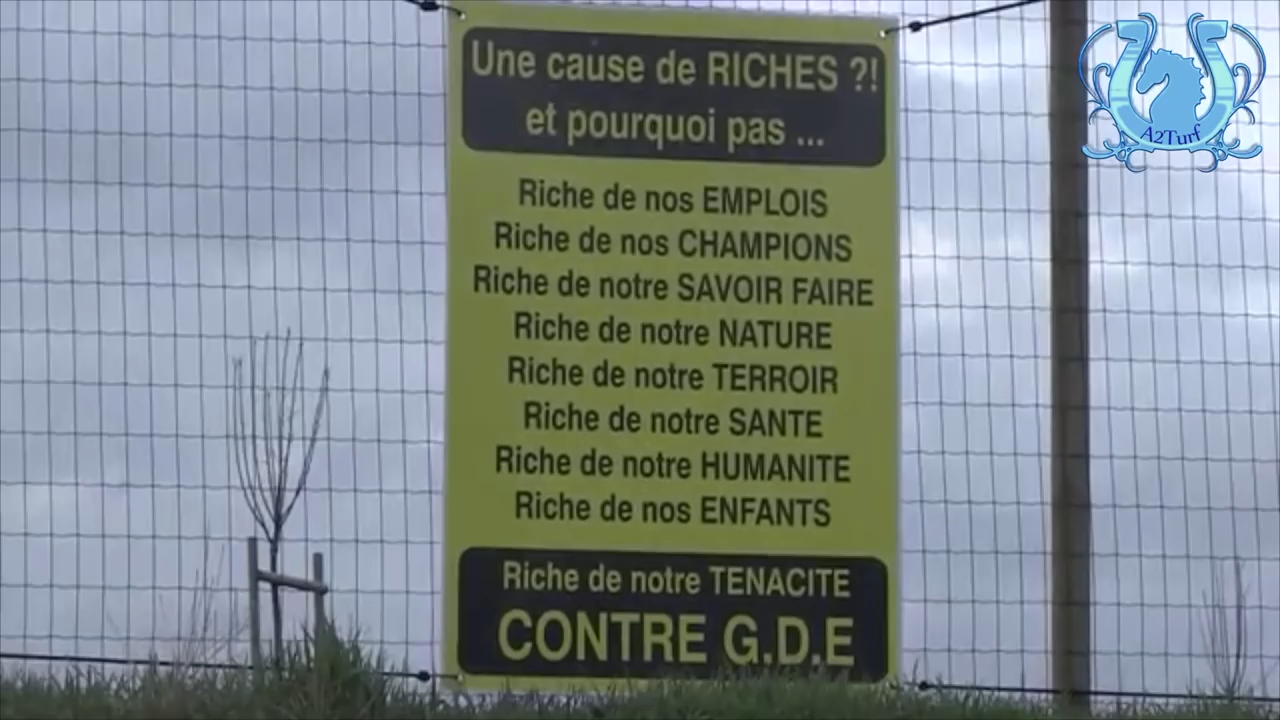 Une cause de RICHES ?!
et pourquoi pas ...
Riche de nos EMPLOIS
Riche de nos CHAMPIONS
Riche de notre SAVOIR FAIRE
Riche de notre NATURE
Riche de notre TERROIR
Riche de notre SANTE
Riche de notre HUMANITE
Riche de nos ENFANTS
Riche de notre TENACITE
CONTRE G.D.E
A2Turf